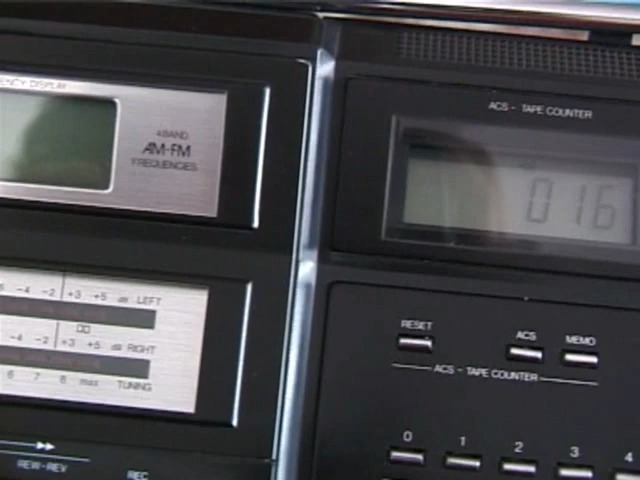 ENCY DISPLAY
4 BAND
AM-FM
FREQUENCIES
ACS - TAPE COUNTER
016
-4 -2 +3 +5 dB LEFT
-4 -2 +3 +5 dB RIGHT
6 7 8 max TUNING
RESET ACS MEMO
ACS - TAPE COUNTER
0 1 2 3 4
REW-REV
REC